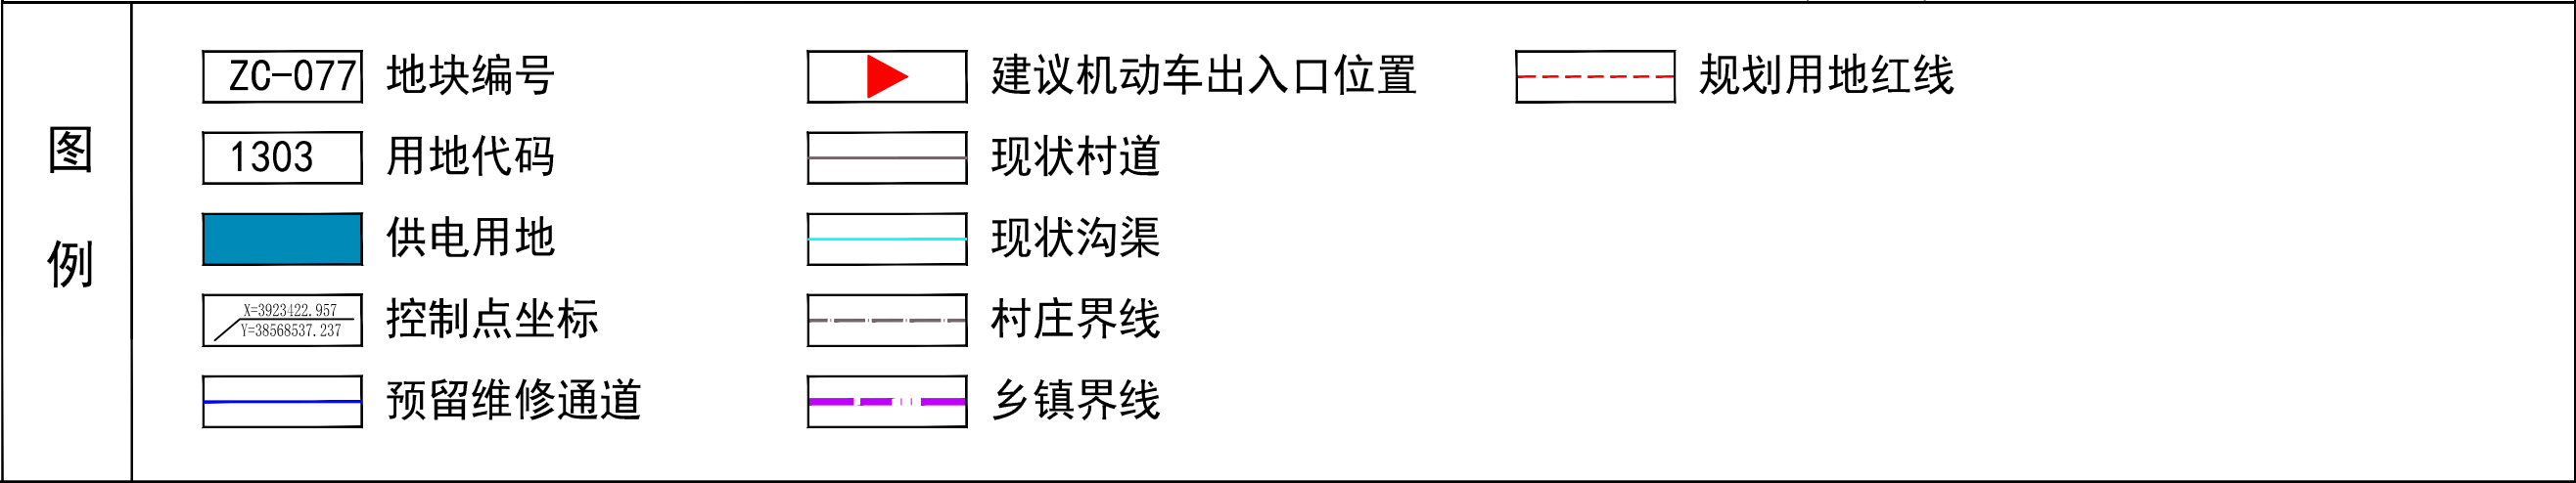 图例
ZC-077 地块编号
1303 用地代码
供电用地
X=3923422.957
Y=38568537.237
控制点坐标
预留维修通道
建议机动车出入口位置
现状村道
现状沟渠
村庄界线
乡镇界线
规划用地红线